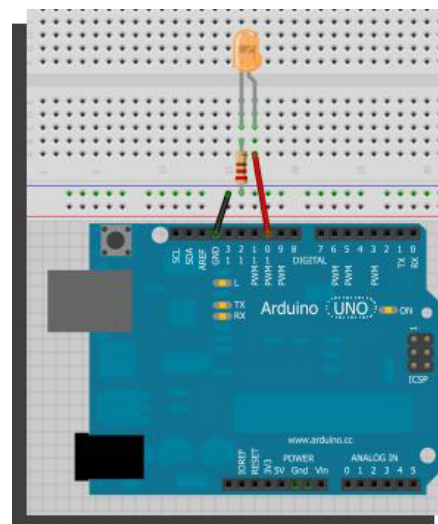 SCL
SDA
AREF
GND
13
12
PWM 11
PWM 10
PWM 9
8
7
PWM 6
PWM 5
4
PWM 3
2
TX 1
RX 0
DIGITAL
L
TX
RX
Arduino UNO
ON
1
ICSP
www.arduino.cc
POWER
ANALOG IN
IOREF
RESET
3V3
5V
Gnd
Vin
0 1 2 3 4 5